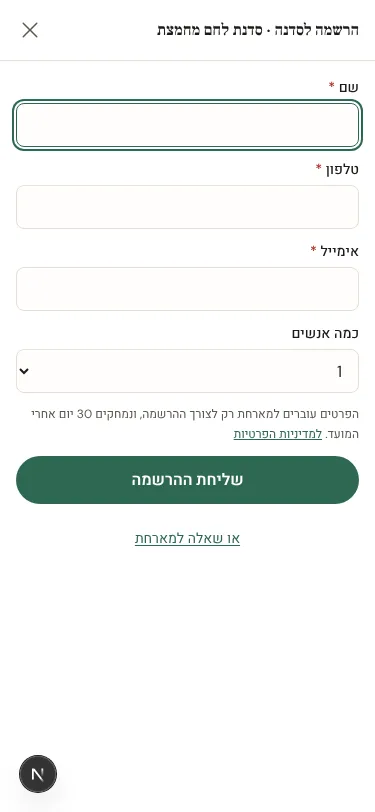 הרשמה לסדנה · סדנת לחם מחמצת
שם *
טלפון *
אימייל *
כמה אנשים
1
הפרטים עוברים למארחת רק לצורך ההרשמה, ונמחקים 30 יום אחרי
המועד. למדיניות הפרטיות
שליחת ההרשמה
או שאלה למארחת
N